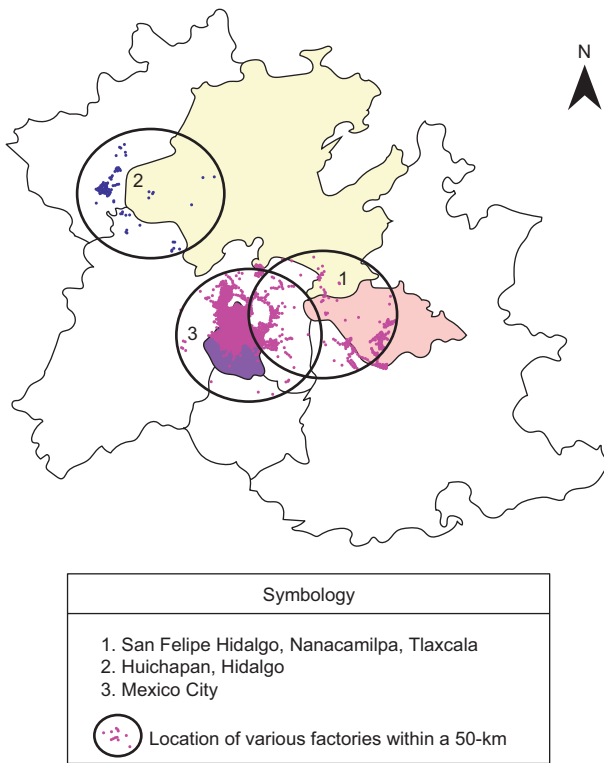 N
2
1
3
Symbology
1. San Felipe Hidalgo, Nanacamilpa, Tlaxcala
2. Huichapan, Hidalgo
3. Mexico City
Location of various factories within a 50-km